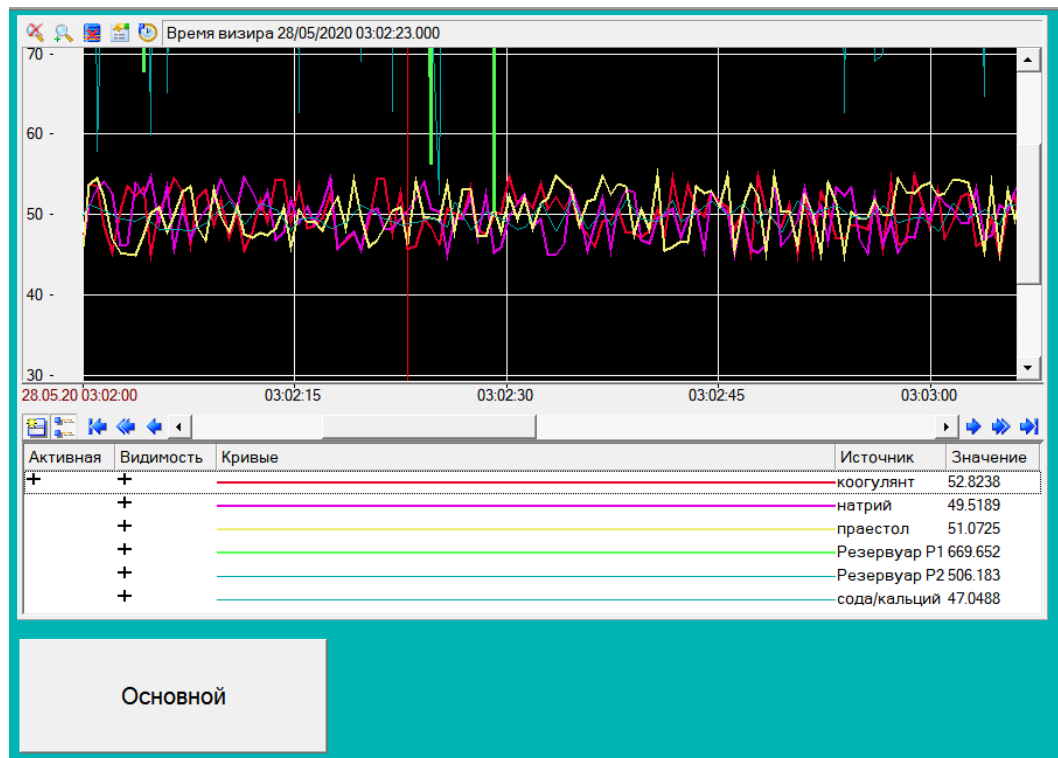 Время визира 28/05/2020 03:02:23.000
70 -
60 -
50 -
40 -
30 -
28.05.20 03:02:00 03:02:15 03:02:30 03:02:45 03:03:00
Активная Видимость Кривые Источник Значение
коогулянт 52.8238
натрий 49.5189
праестол 51.0725
Резервуар Р1 669.652
Резервуар Р2 506.183
сода/кальций 47.0488
Основной